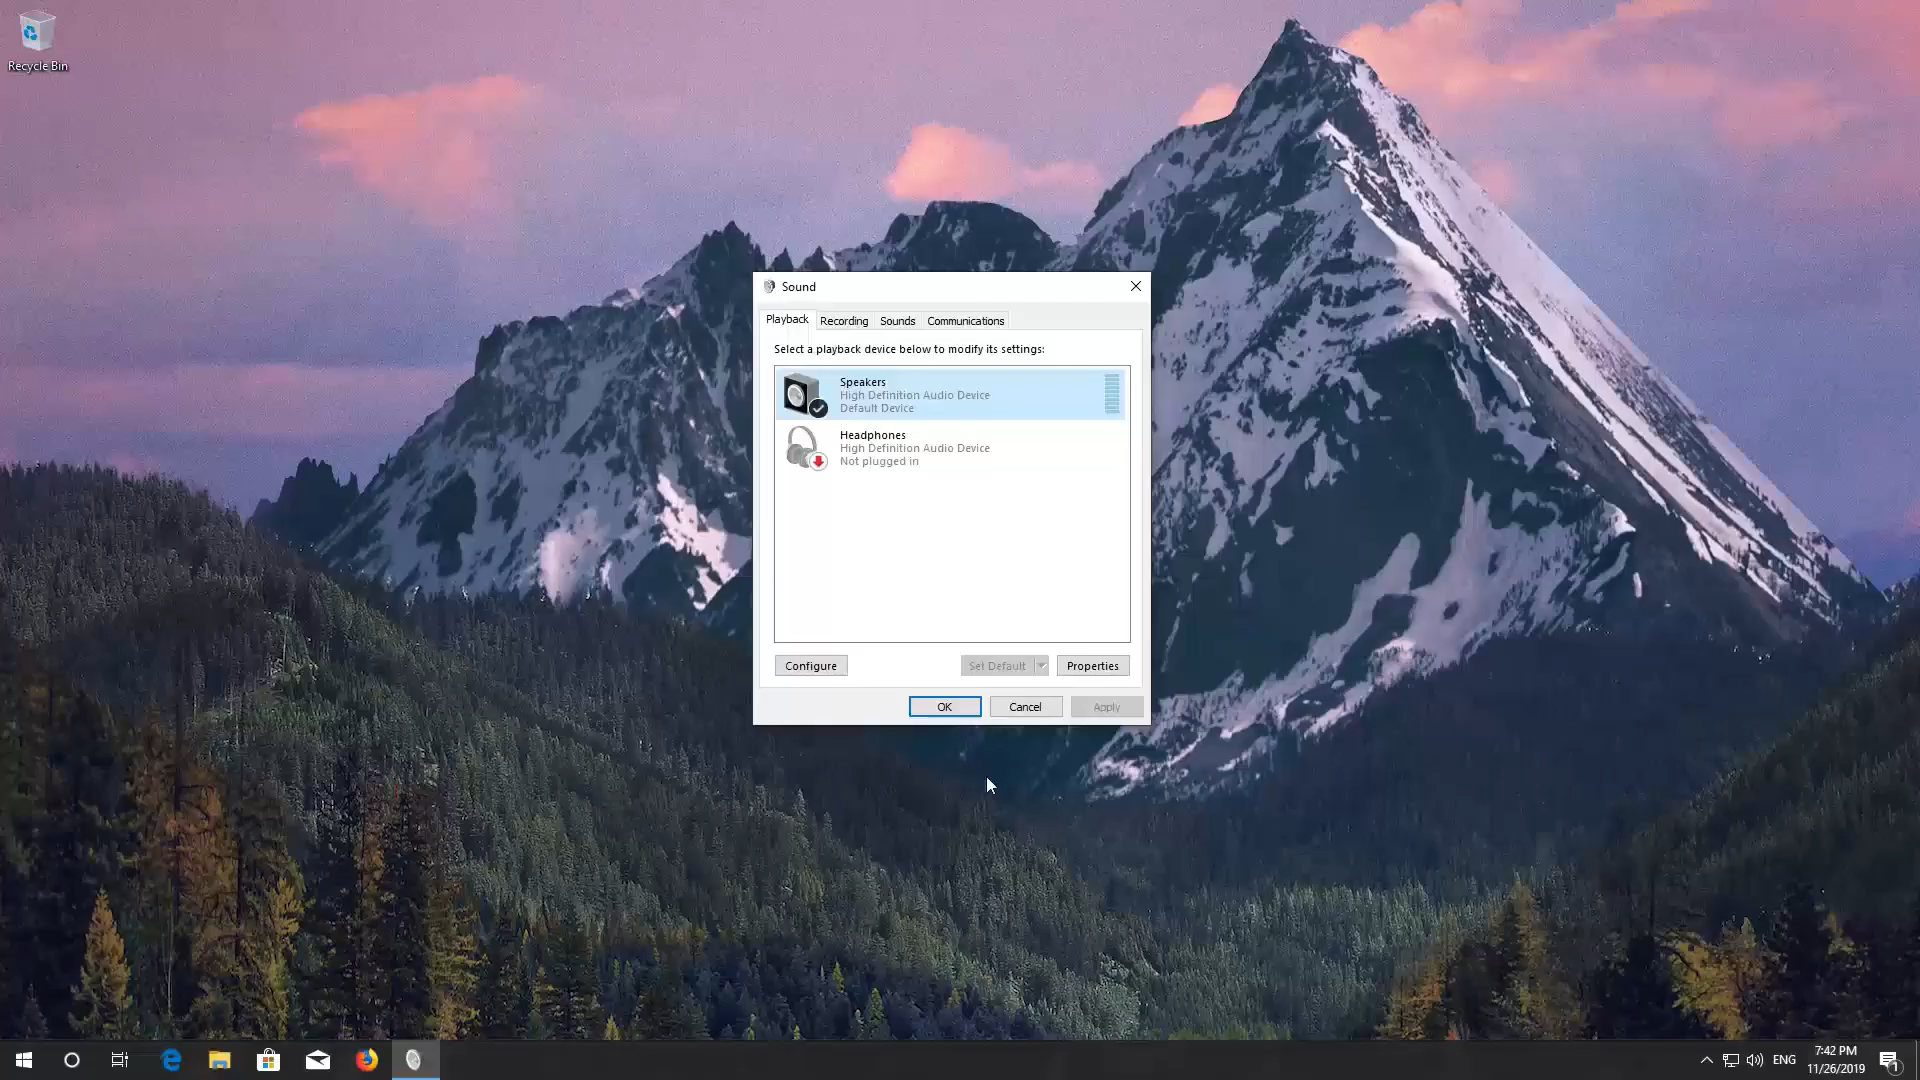 Recycle Bin
Sound
Playback Recording Sounds Communications
Select a playback device below to modify its settings:
Speakers
High Definition Audio Device
Default Device
Headphones
High Definition Audio Device
Not plugged in
Configure Set Default Properties
OK Cancel Apply
ENG
7:42 PM
11/26/2019
1